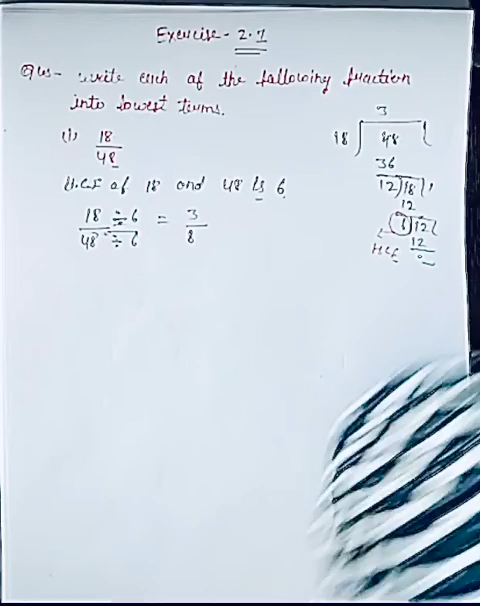 Exercise - 2.1
Ques - write each of the following fraction
into lowest terms.
(1) 18
48
H.C.F of 18 and 48 is 6.
18 ÷ 6 = 3
48 ÷ 6 8
3
18 ) 48 (
36
12 ) 18 ( 1
12
6 ) 12 (
HCF 12
0